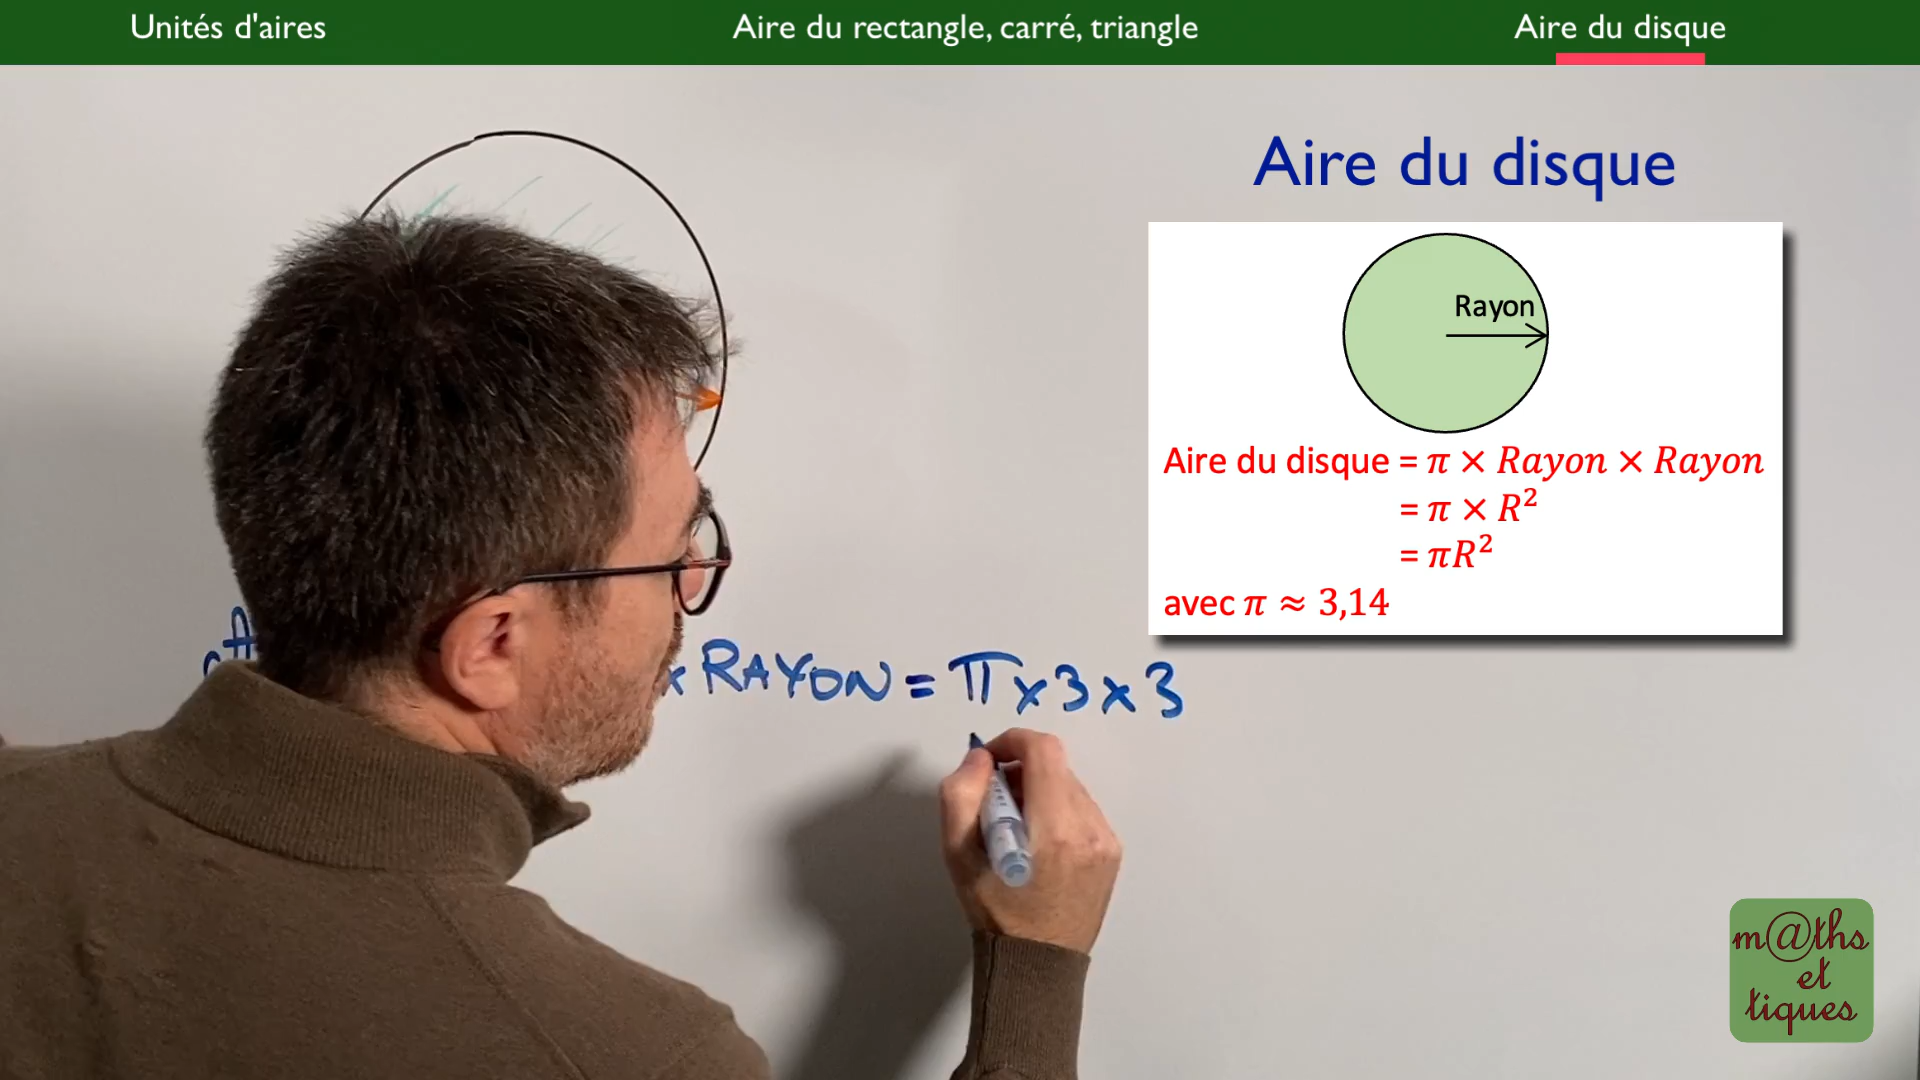 Unités d'aires
Aire du rectangle, carré, triangle
Aire du disque
Aire du disque
Rayon
Aire du disque = π × Rayon × Rayon
= π × R²
= πR²
avec π ≈ 3,14
× RAYON = π × 3 × 3
m@ths
et
tiques